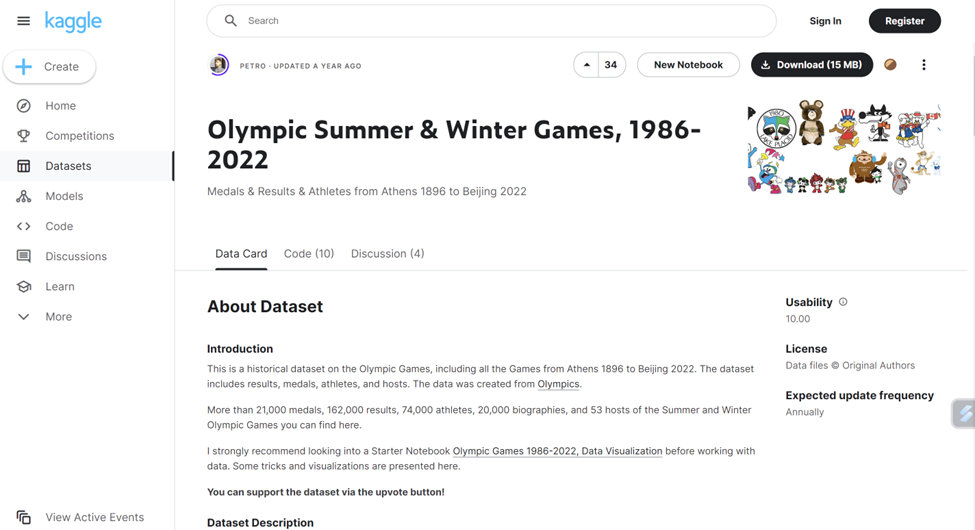 kaggle
Search
Sign In
Register
Create
Home
Competitions
Datasets
Models
Code
Discussions
Learn
More
View Active Events
PETRO · UPDATED A YEAR AGO
34
New Notebook
Download (15 MB)
Olympic Summer & Winter Games, 1986-
2022
Medals & Results & Athletes from Athens 1896 to Beijing 2022
Data Card
Code (10)
Discussion (4)
About Dataset
Introduction
This is a historical dataset on the Olympic Games, including all the Games from Athens 1896 to Beijing 2022. The dataset
includes results, medals, athletes, and hosts. The data was created from Olympics.
More than 21,000 medals, 162,000 results, 74,000 athletes, 20,000 biographies, and 53 hosts of the Summer and Winter
Olympic Games you can find here.
I strongly recommend looking into a Starter Notebook Olympic Games 1986-2022, Data Visualization before working with
data. Some tricks and visualizations are presented here.
You can support the dataset via the upvote button!
Dataset Description
Usability
10.00
License
Data files © Original Authors
Expected update frequency
Annually